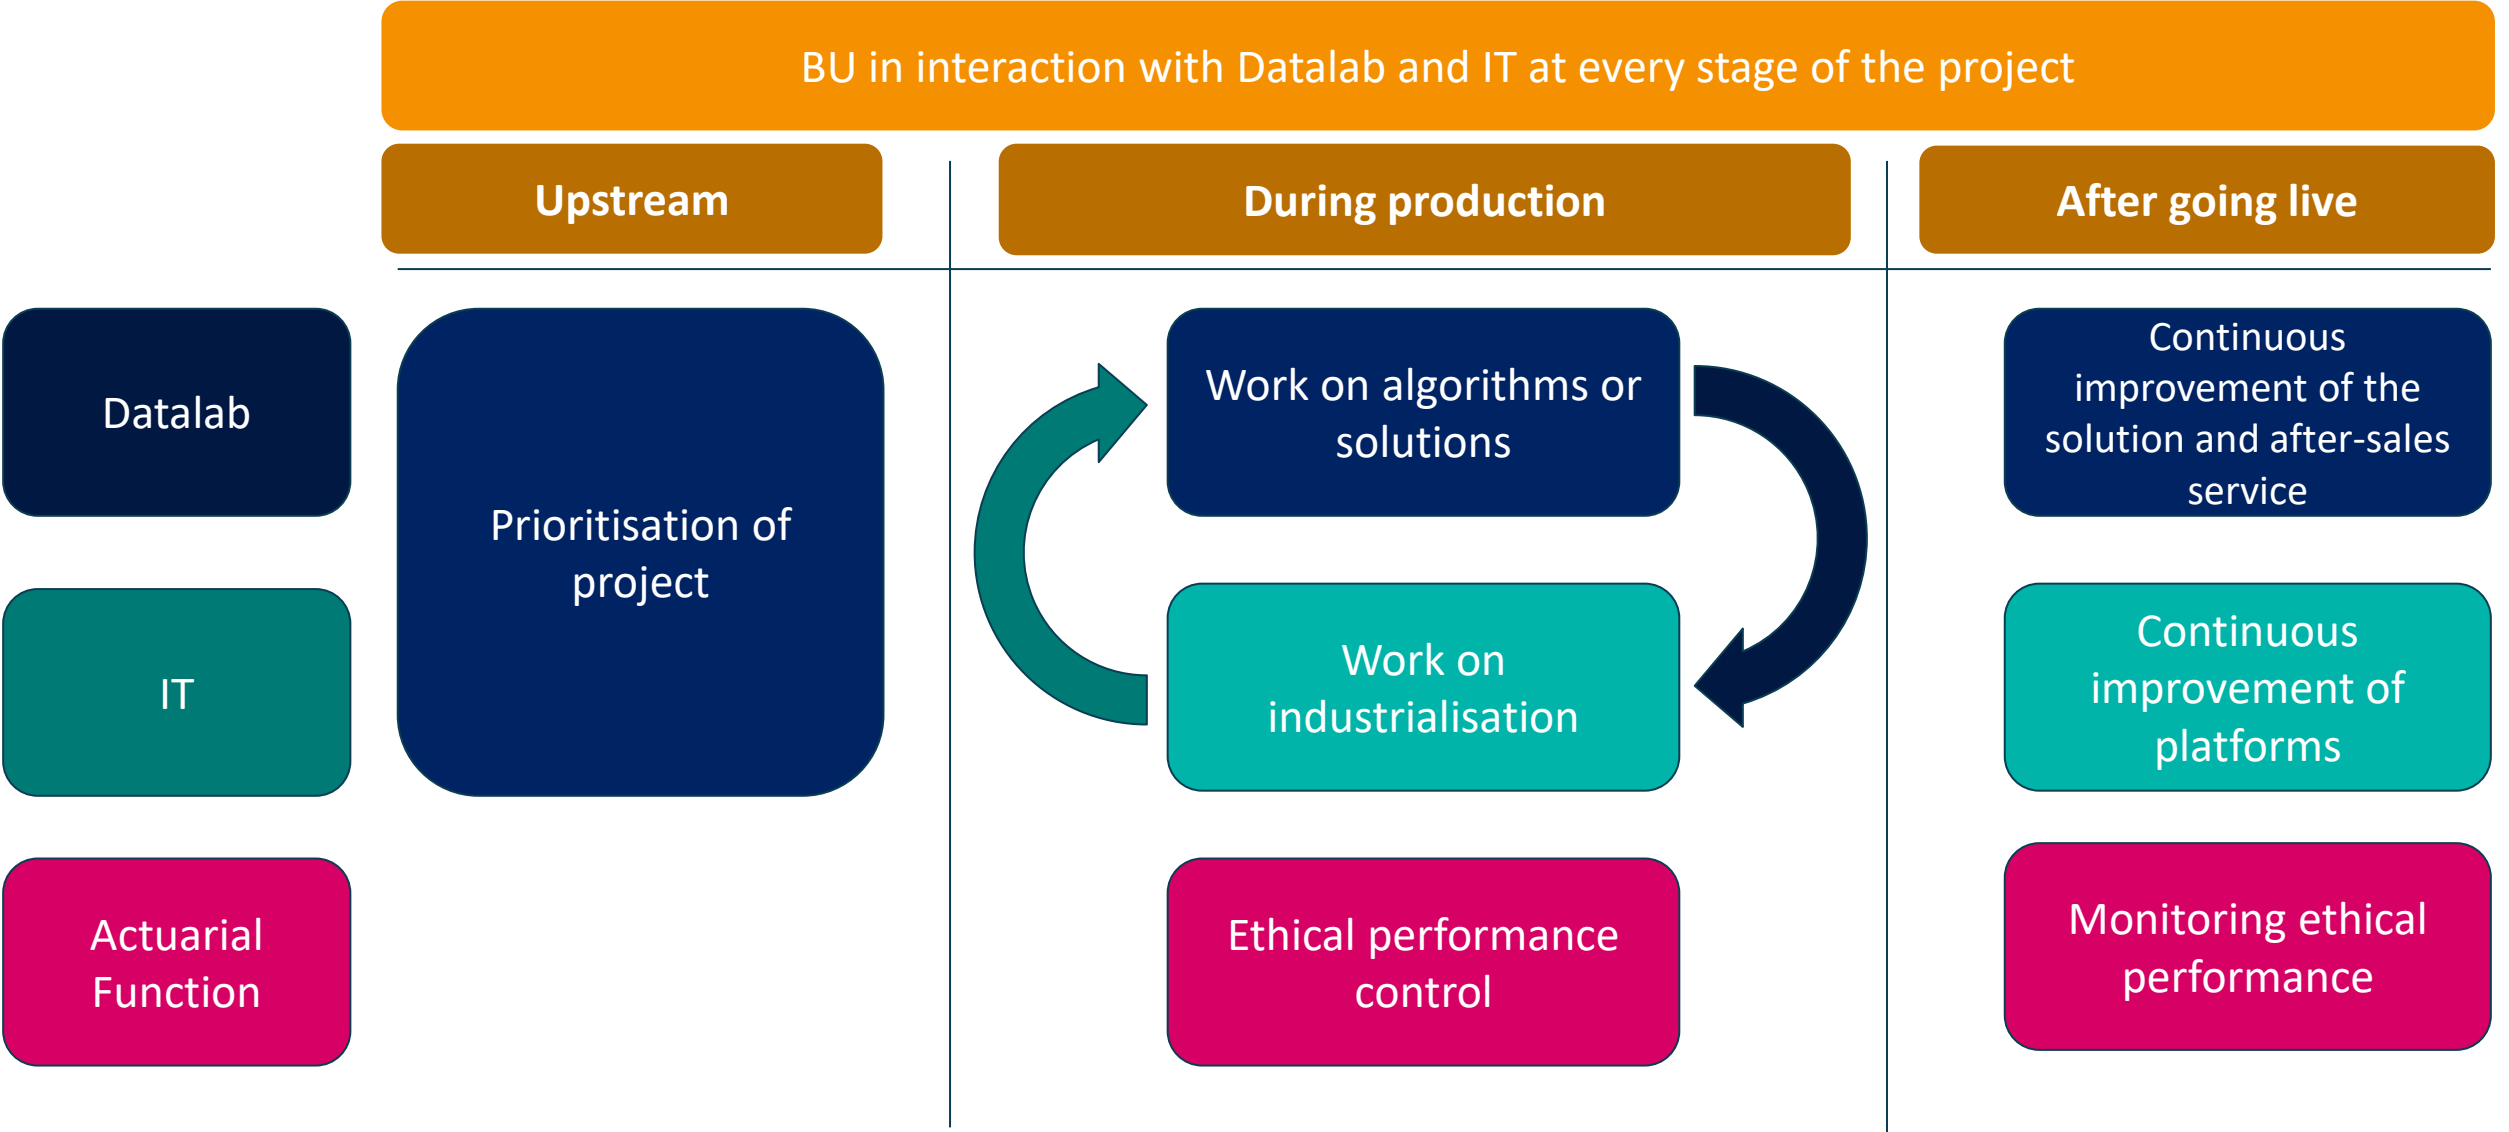 BU in interaction with Datalab and IT at every stage of the project
Upstream
During production
After going live
Datalab
Prioritisation of
project
Work on algorithms or
solutions
Continuous
improvement of the
solution and after-sales
service
IT
Work on
industrialisation
Continuous
improvement of
platforms
Actuarial
Function
Ethical performance
control
Monitoring ethical
performance